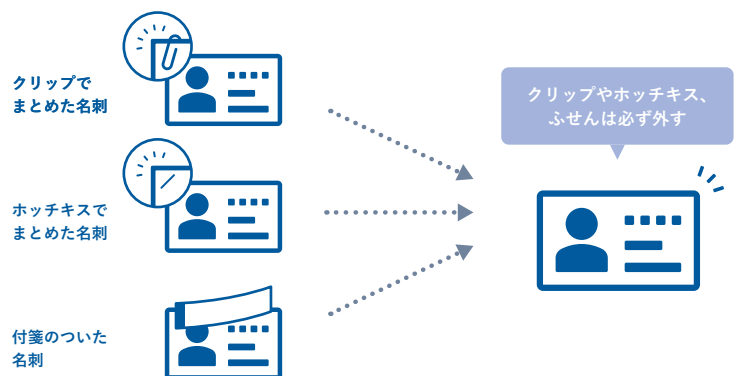 クリップで
まとめた名刺
クリップやホッチキス、
ふせんは必ず外す
ホッチキスで
まとめた名刺
付箋のついた
名刺